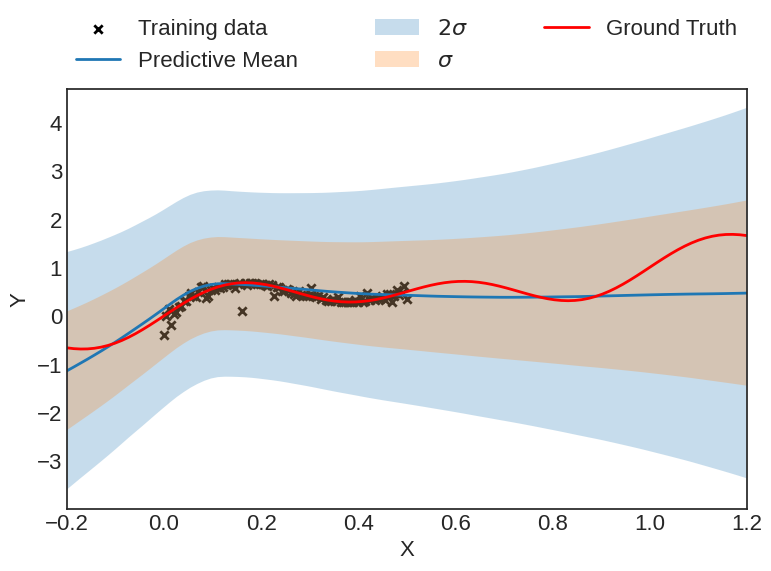 Training data
Predictive Mean
2σ
σ
Ground Truth
4
3
2
1
0
−1
−2
−3
Y
−0.2 0.0 0.2 0.4 0.6 0.8 1.0 1.2
X